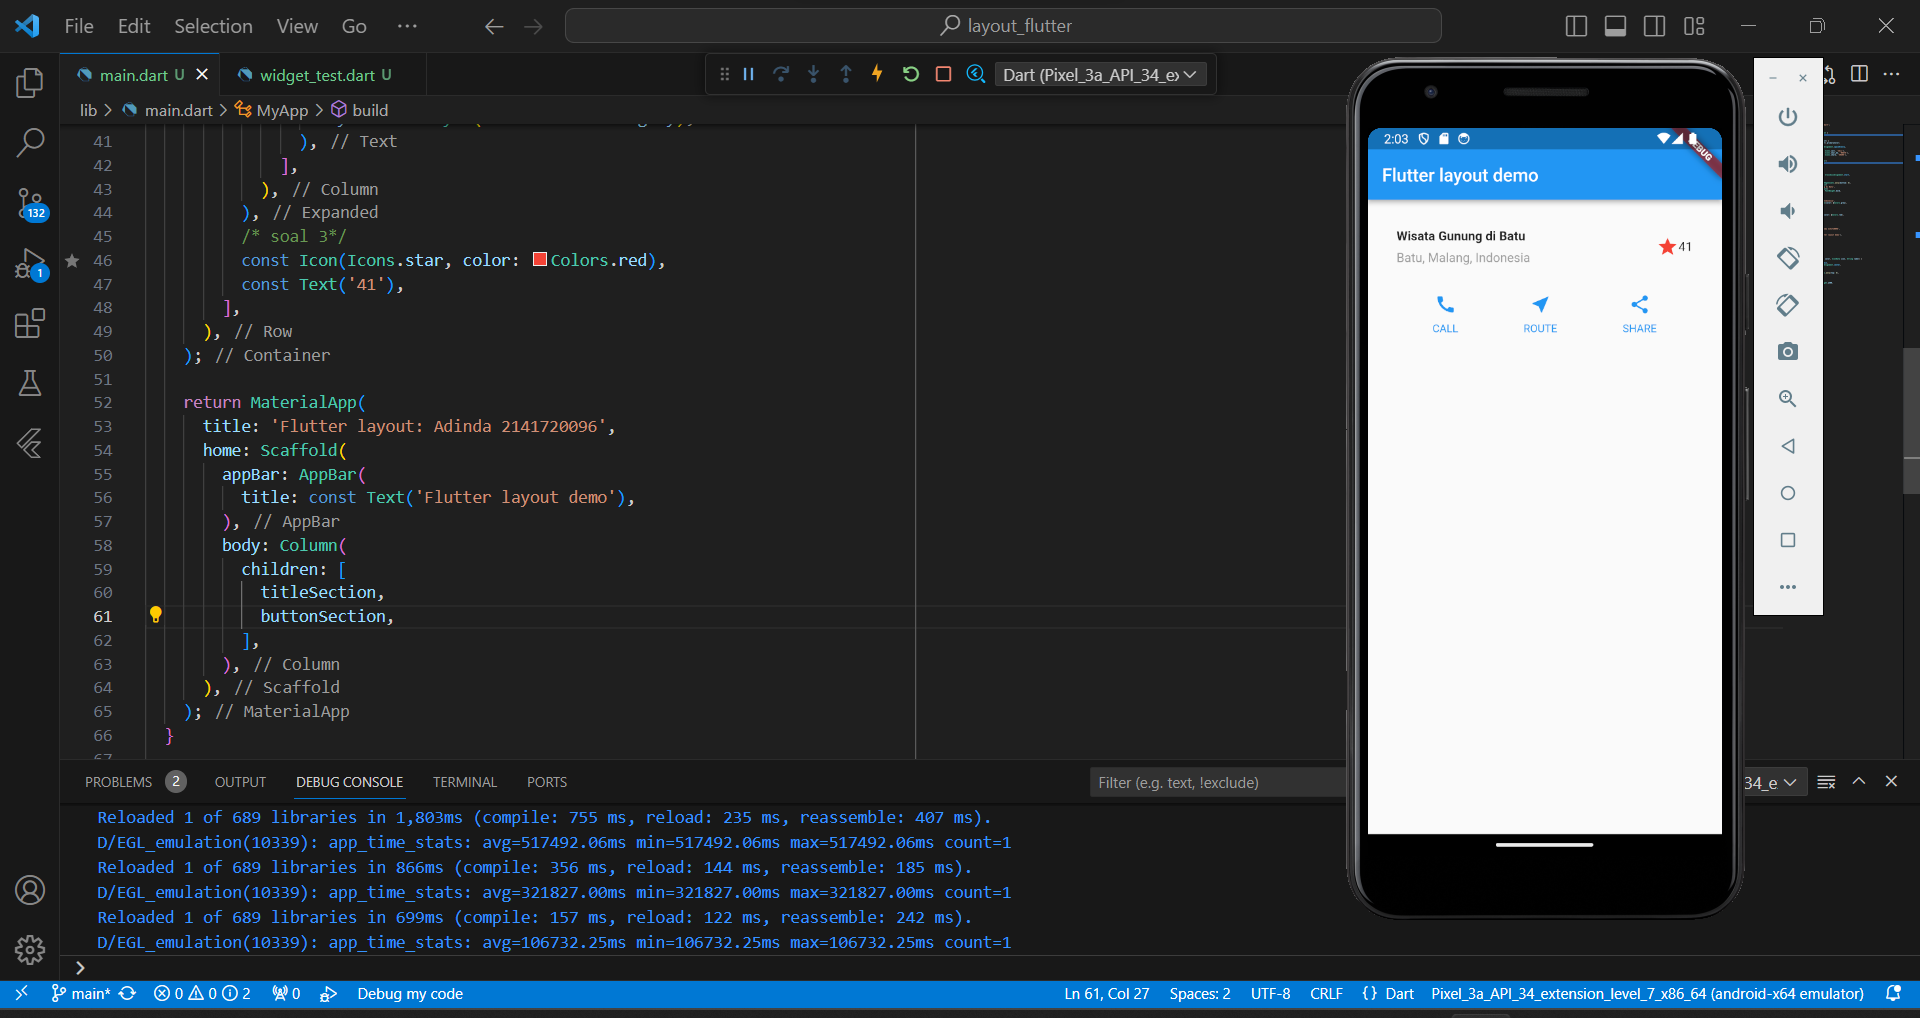 File Edit Selection View Go ··· layout_flutter
main.dart U widget_test.dart U
Dart (Pixel_3a_API_34_ex
lib > main.dart > MyApp > build
41 ), // Text
42 ],
43 ), // Column
44 ), // Expanded
45 /* soal 3*/
46 const Icon(Icons.star, color: Colors.red),
47 const Text('41'),
48 ],
49 ), // Row
50 ); // Container
51
52 return MaterialApp(
53 title: 'Flutter layout: Adinda 2141720096',
54 home: Scaffold(
55 appBar: AppBar(
56 title: const Text('Flutter layout demo'),
57 ), // AppBar
58 body: Column(
59 children: [
60 titleSection,
61 buttonSection,
62 ],
63 ), // Column
64 ), // Scaffold
65 ); // MaterialApp
66 }
67
2:03
DEBUG
Flutter layout demo
Wisata Gunung di Batu
Batu, Malang, Indonesia
41
CALL ROUTE SHARE
132
1
PROBLEMS 2 OUTPUT DEBUG CONSOLE TERMINAL PORTS
Filter (e.g. text, !exclude)
34_e
Reloaded 1 of 689 libraries in 1,803ms (compile: 755 ms, reload: 235 ms, reassemble: 407 ms).
D/EGL_emulation(10339): app_time_stats: avg=517492.06ms min=517492.06ms max=517492.06ms count=1
Reloaded 1 of 689 libraries in 866ms (compile: 356 ms, reload: 144 ms, reassemble: 185 ms).
D/EGL_emulation(10339): app_time_stats: avg=321827.00ms min=321827.00ms max=321827.00ms count=1
Reloaded 1 of 689 libraries in 699ms (compile: 157 ms, reload: 122 ms, reassemble: 242 ms).
D/EGL_emulation(10339): app_time_stats: avg=106732.25ms min=106732.25ms max=106732.25ms count=1
>
main* 0 0 2 0 Debug my code
Ln 61, Col 27 Spaces: 2 UTF-8 CRLF {} Dart Pixel_3a_API_34_extension_level_7_x86_64 (android-x64 emulator)